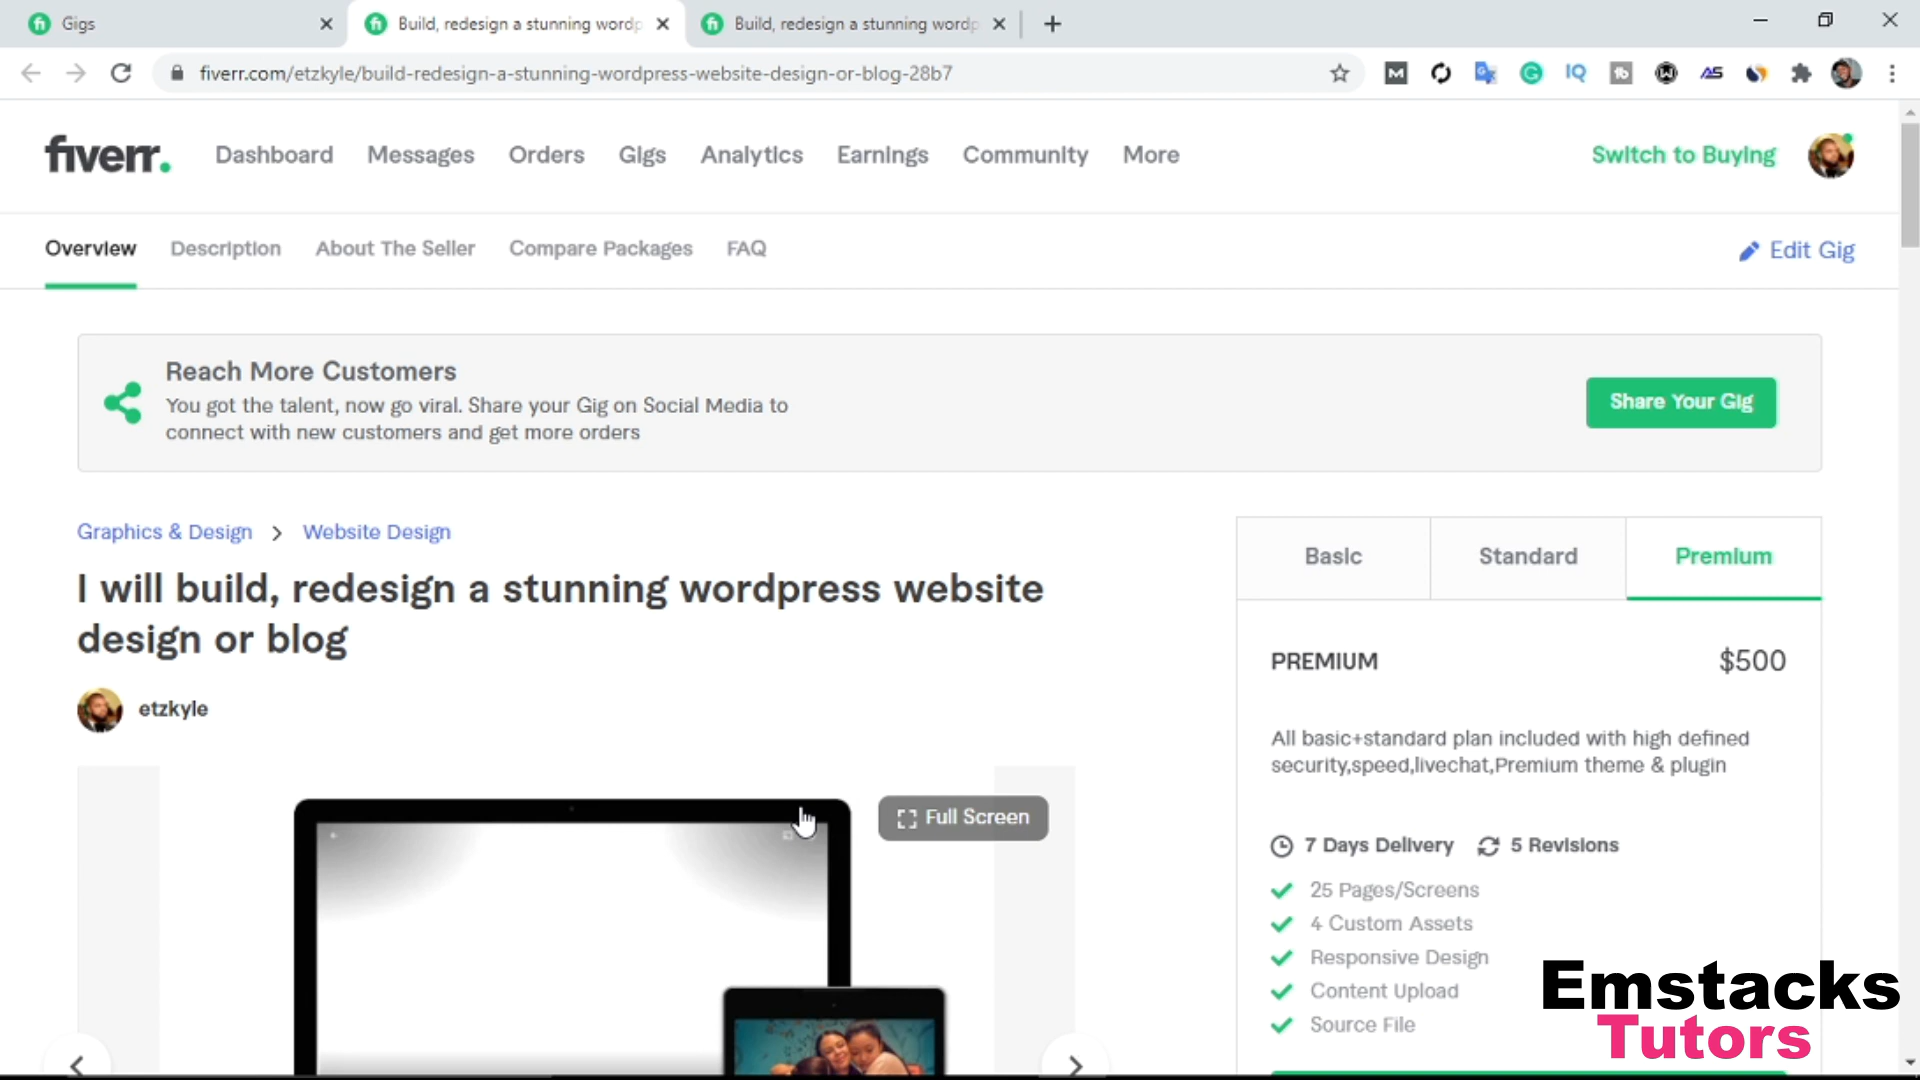 Gigs
Build, redesign a stunning wordp
Build, redesign a stunning wordp
fiverr.com/etzkyle/build-redesign-a-stunning-wordpress-website-design-or-blog-28b7
fiverr.
Dashboard
Messages
Orders
Gigs
Analytics
Earnings
Community
More
Switch to Buying
Overview
Description
About The Seller
Compare Packages
FAQ
Edit Gig
Reach More Customers
You got the talent, now go viral. Share your Gig on Social Media to
connect with new customers and get more orders
Share Your Gig
Graphics & Design
Website Design
I will build, redesign a stunning wordpress website
design or blog
etzkyle
Full Screen
Basic
Standard
Premium
PREMIUM
$500
All basic+standard plan included with high defined
security,speed,livechat,Premium theme & plugin
7 Days Delivery
5 Revisions
25 Pages/Screens
4 Custom Assets
Responsive Design
Content Upload
Source File
Emstacks
Tutors